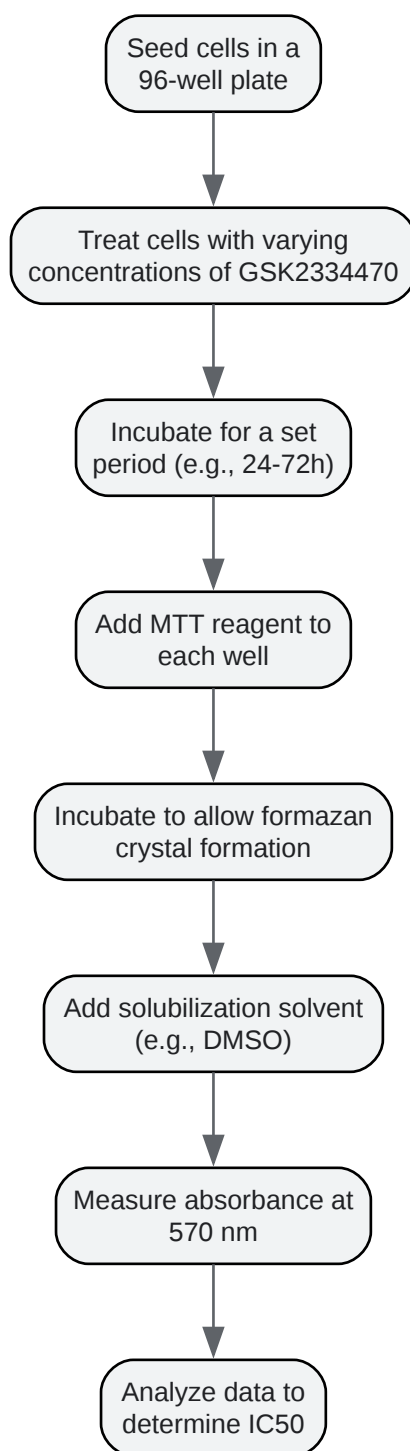 Seed cells in a
96-well plate
Treat cells with varying
concentrations of GSK2334470
Incubate for a set
period (e.g., 24-72h)
Add MTT reagent to
each well
Incubate to allow formazan
crystal formation
Add solubilization solvent
(e.g., DMSO)
Measure absorbance at
570 nm
Analyze data to
determine IC50